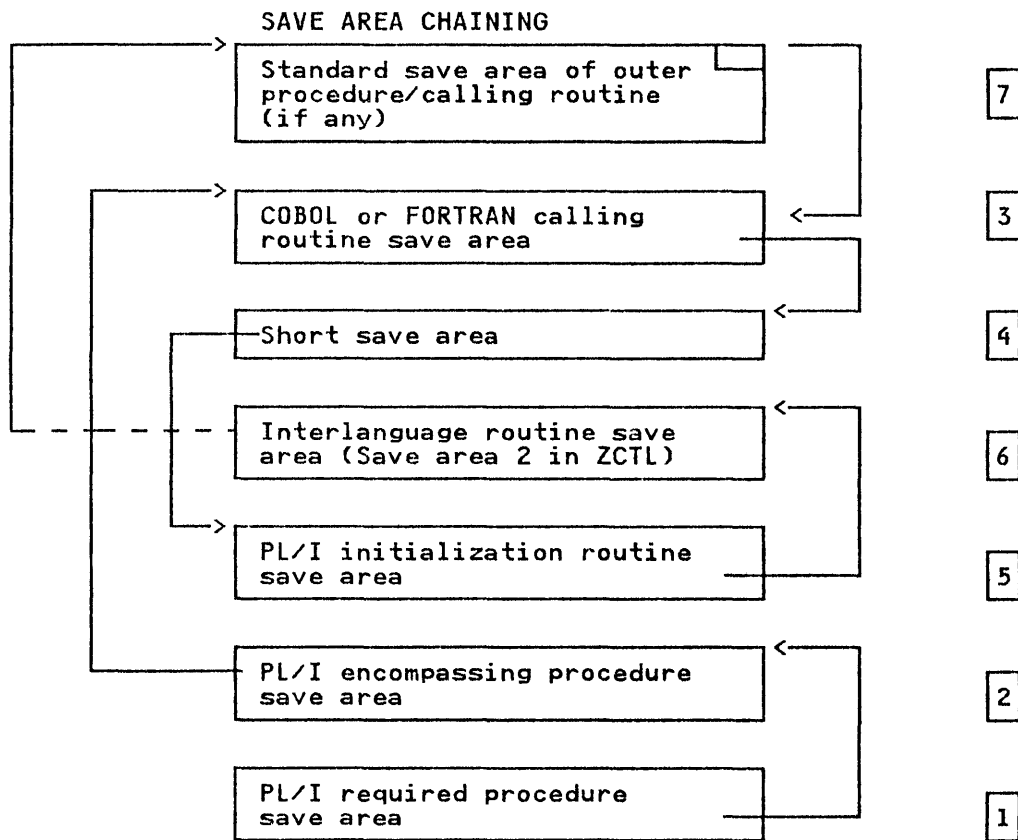 SAVE AREA CHAINING
Standard save area of outer
procedure/calling routine
(if any)
7
COBOL or FORTRAN calling
routine save area
3
Short save area
4
Interlanguage routine save
area (Save area 2 in ZCTL)
6
PL/I initialization routine
save area
5
PL/I encompassing procedure
save area
2
PL/I required procedure
save area
1